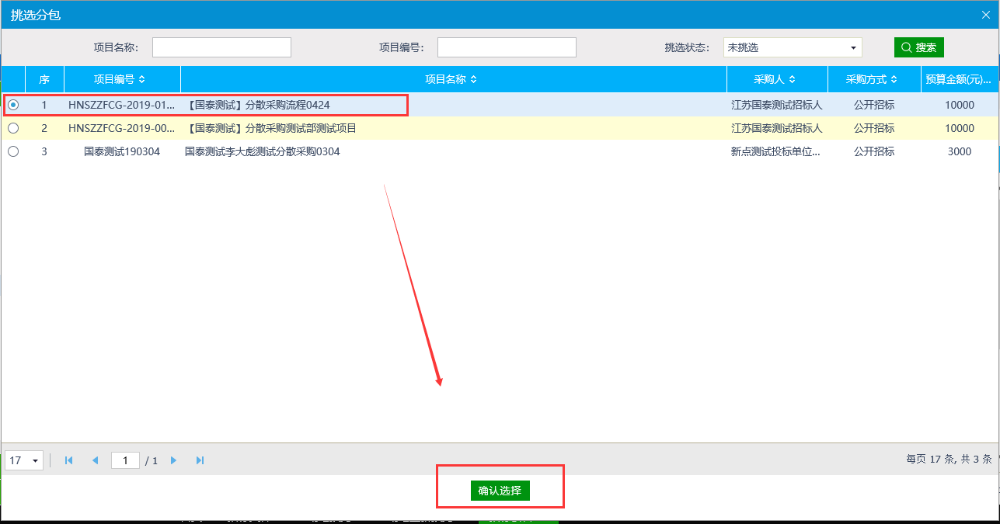 挑选分包
项目名称： 项目编号： 挑选状态： 未挑选 搜索
序 项目编号 项目名称 采购人 采购方式 预算金额(元)...
1 HNSZZFCG-2019-01... 【国泰测试】分散采购流程0424 江苏国泰测试招标人 公开招标 10000
2 HNSZZFCG-2019-00... 【国泰测试】分散采购测试部测试项目 江苏国泰测试招标人 公开招标 10000
3 国泰测试190304 国泰测试李大彪测试分散采购0304 新点测试投标单位... 公开招标 3000
17 1 / 1 每页 17 条, 共 3 条
确认选择